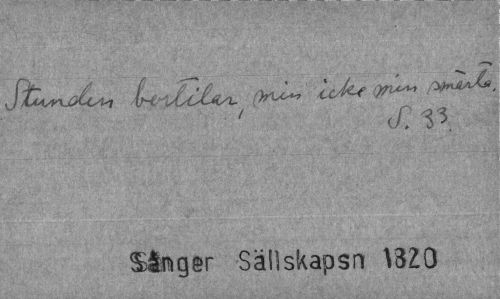 Stunden bortilar, men icke min smärta.
S. 33.
Sånger Sällskapsn 1820